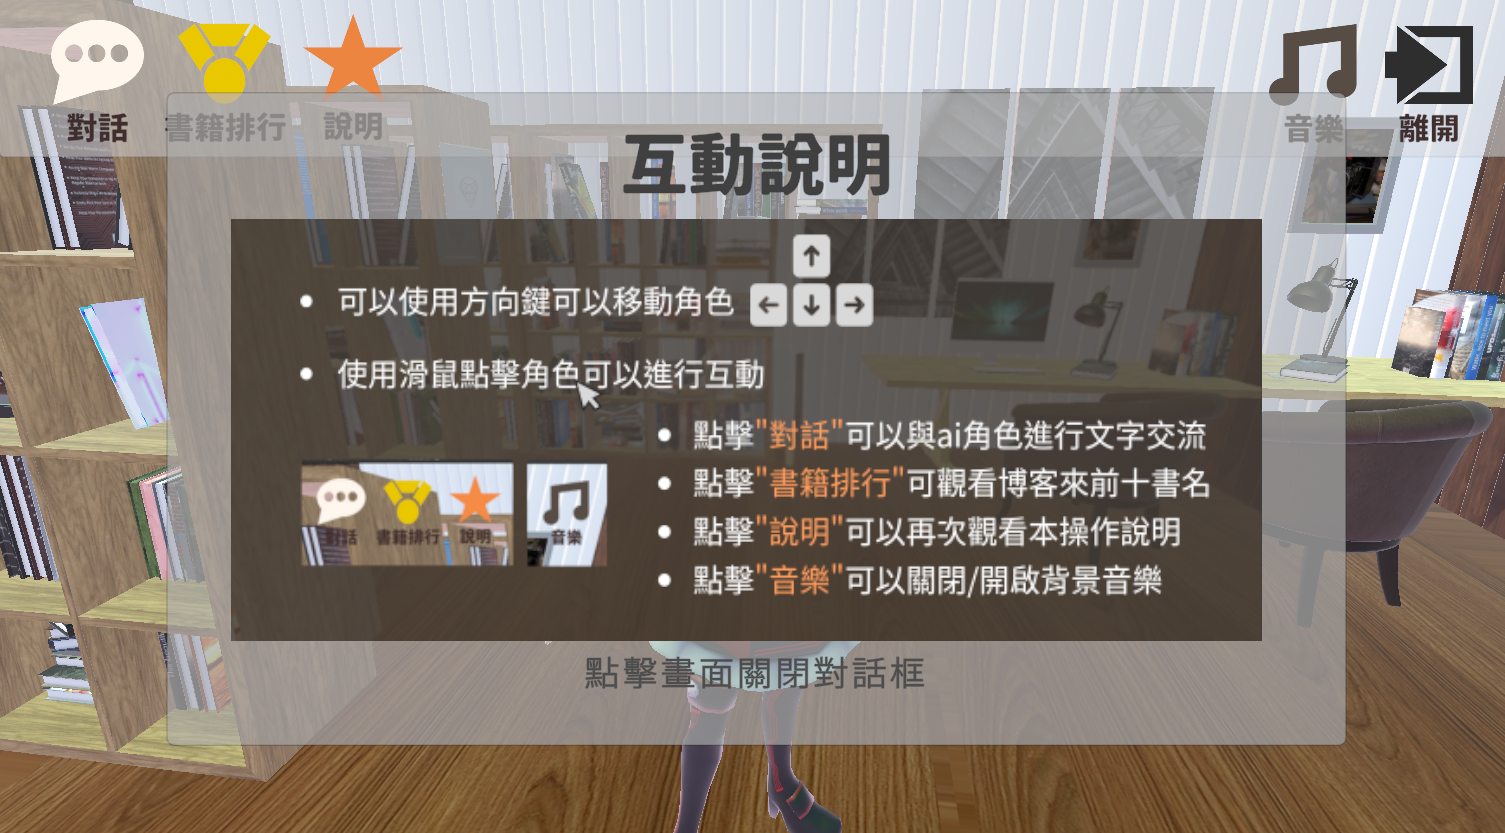 對話
書籍排行
說明
音樂
離開
互動說明
可以使用方向鍵可以移動角色
使用滑鼠點擊角色可以進行互動
點擊"對話"可以與ai角色進行文字交流
點擊"書籍排行"可觀看博客來前十書名
點擊"說明"可以再次觀看本操作說明
點擊"音樂"可以關閉/開啟背景音樂
對話
書籍排行
說明
音樂
點擊畫面關閉對話框